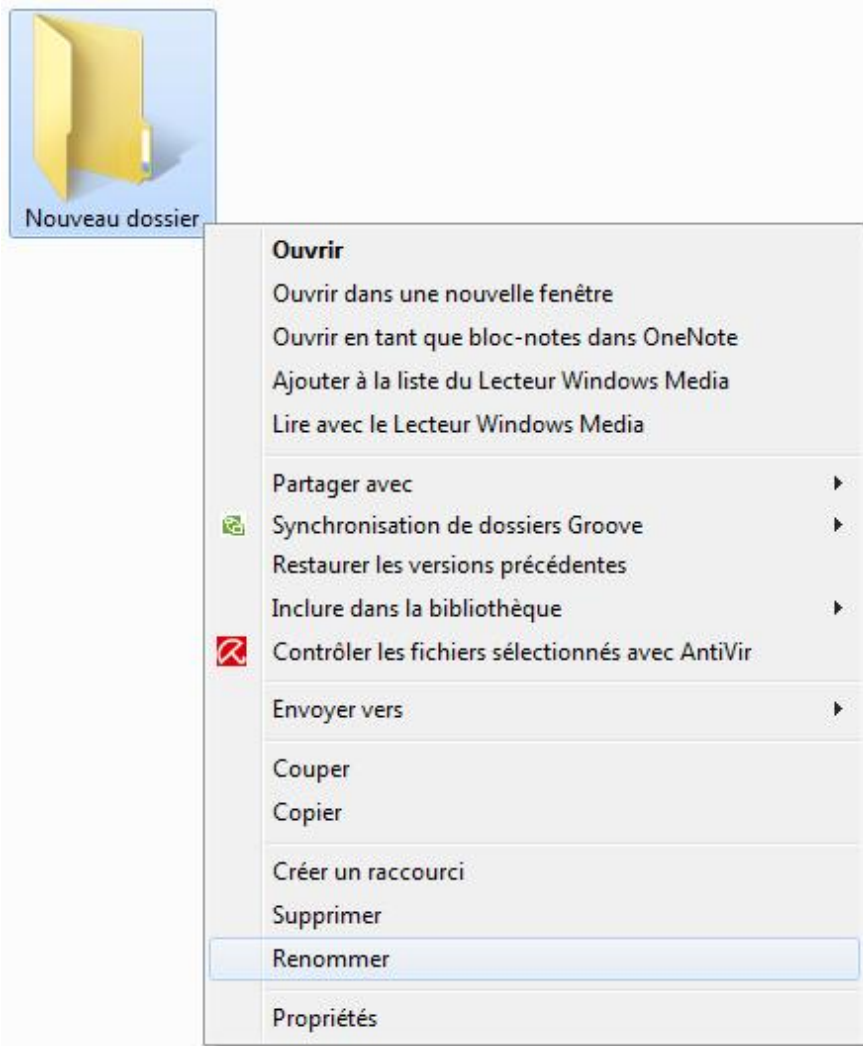 Nouveau dossier
Ouvrir
Ouvrir dans une nouvelle fenêtre
Ouvrir en tant que bloc-notes dans OneNote
Ajouter à la liste du Lecteur Windows Media
Lire avec le Lecteur Windows Media
Partager avec
Synchronisation de dossiers Groove
Restaurer les versions précédentes
Inclure dans la bibliothèque
Contrôler les fichiers sélectionnés avec AntiVir
Envoyer vers
Couper
Copier
Créer un raccourci
Supprimer
Renommer
Propriétés